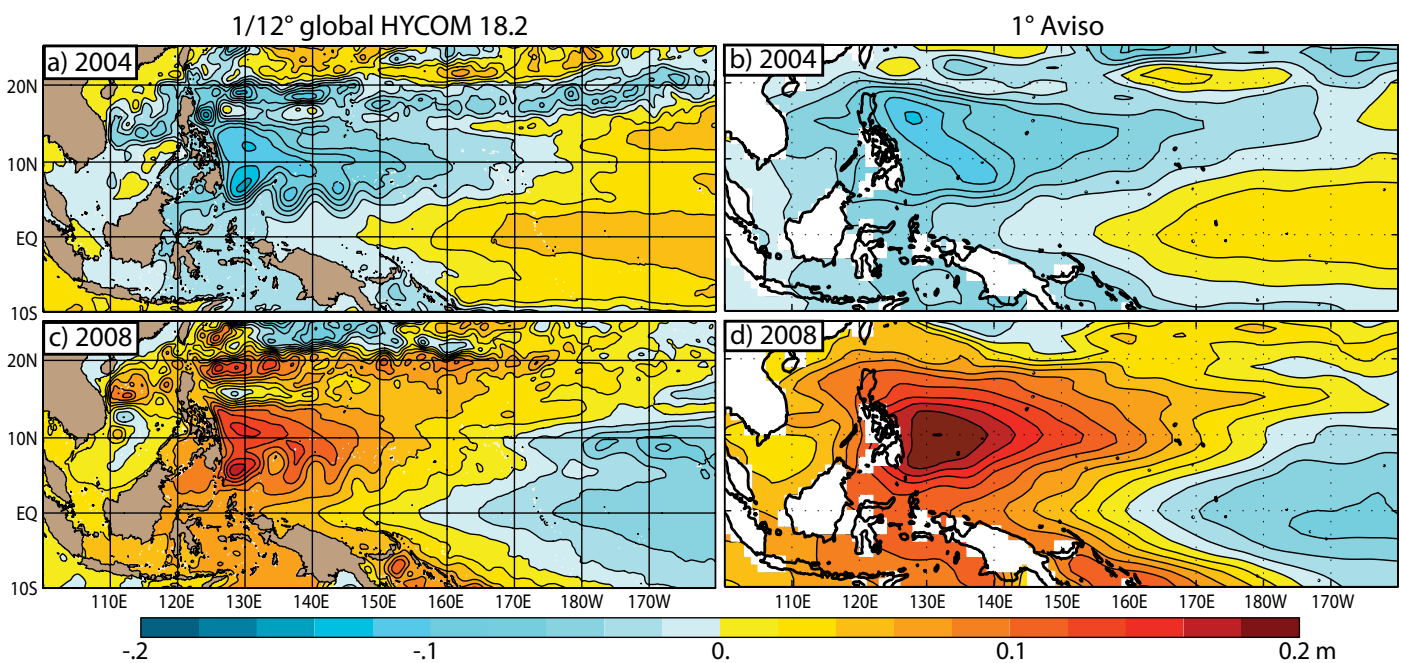 1/12° global HYCOM 18.2
1° Aviso
a) 2004
b) 2004
20N
10N
EQ
10S
c) 2008
d) 2008
20N
10N
EQ
10S
110E 120E 130E 140E 150E 160E 170E 180W 170W
110E 120E 130E 140E 150E 160E 170E 180W 170W
-.2 -.1 0. 0.1 0.2 m